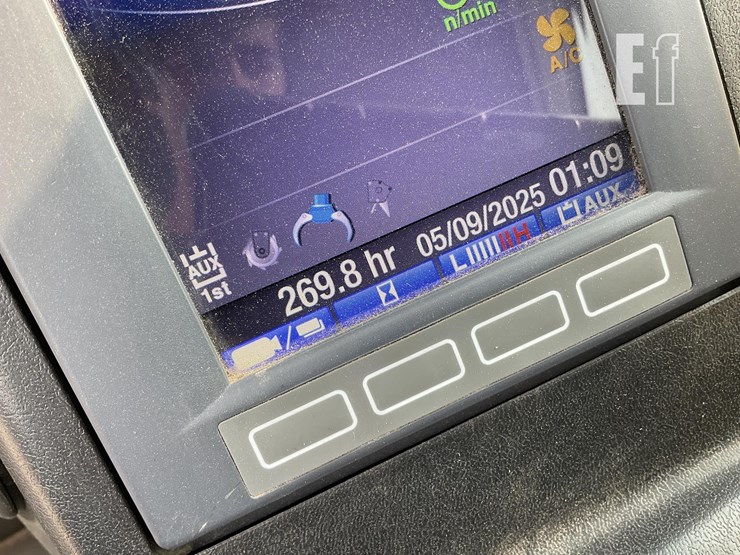 n/min
A/C
Ef
AUX
1st
269.8 hr 05/09/2025 01:09
L H AUX